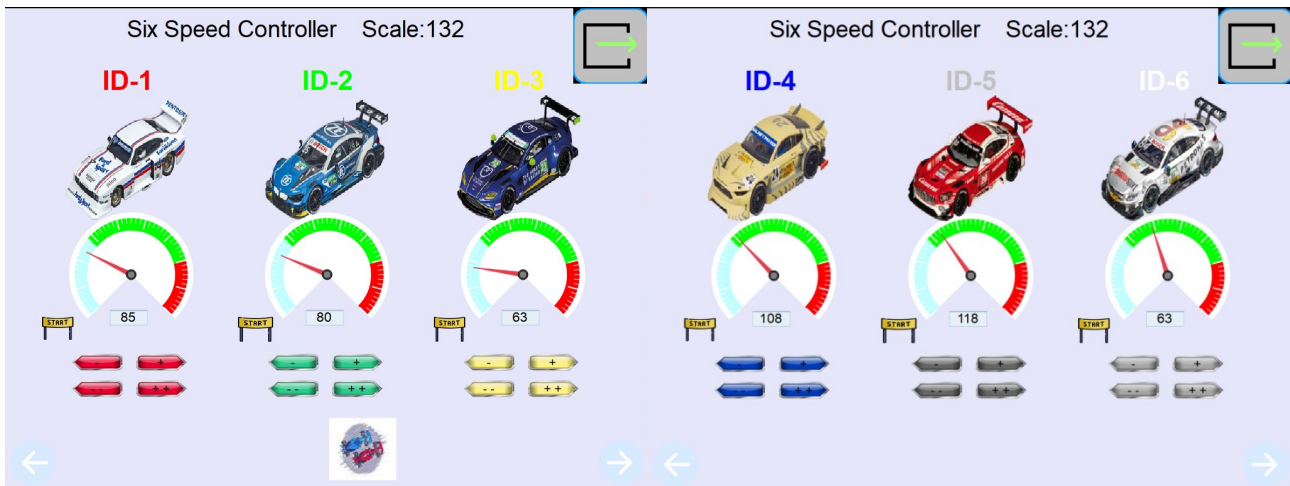 Six Speed Controller Scale:132
ID-1 ID-2 ID-3
85 80 63
START START START
- + - + - +
-- ++ -- ++ -- ++
Six Speed Controller Scale:132
ID-4 ID-5 ID-6
24
108 118 63
START START START
- + - + - +
-- ++ -- ++ -- ++